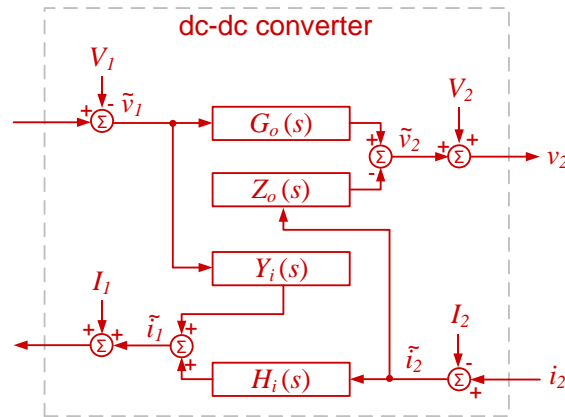 dc-dc converter
V₁
+ - Σ ṽ₁
Gₒ(s)
V₂
+ - Σ ṽ₂
+ + Σ v₂
Zₒ(s)
Yᵢ(s)
I₁
+ + Σ ĩ₁
+ + Σ
Hᵢ(s)
ĩ₂
I₂
- + Σ i₂